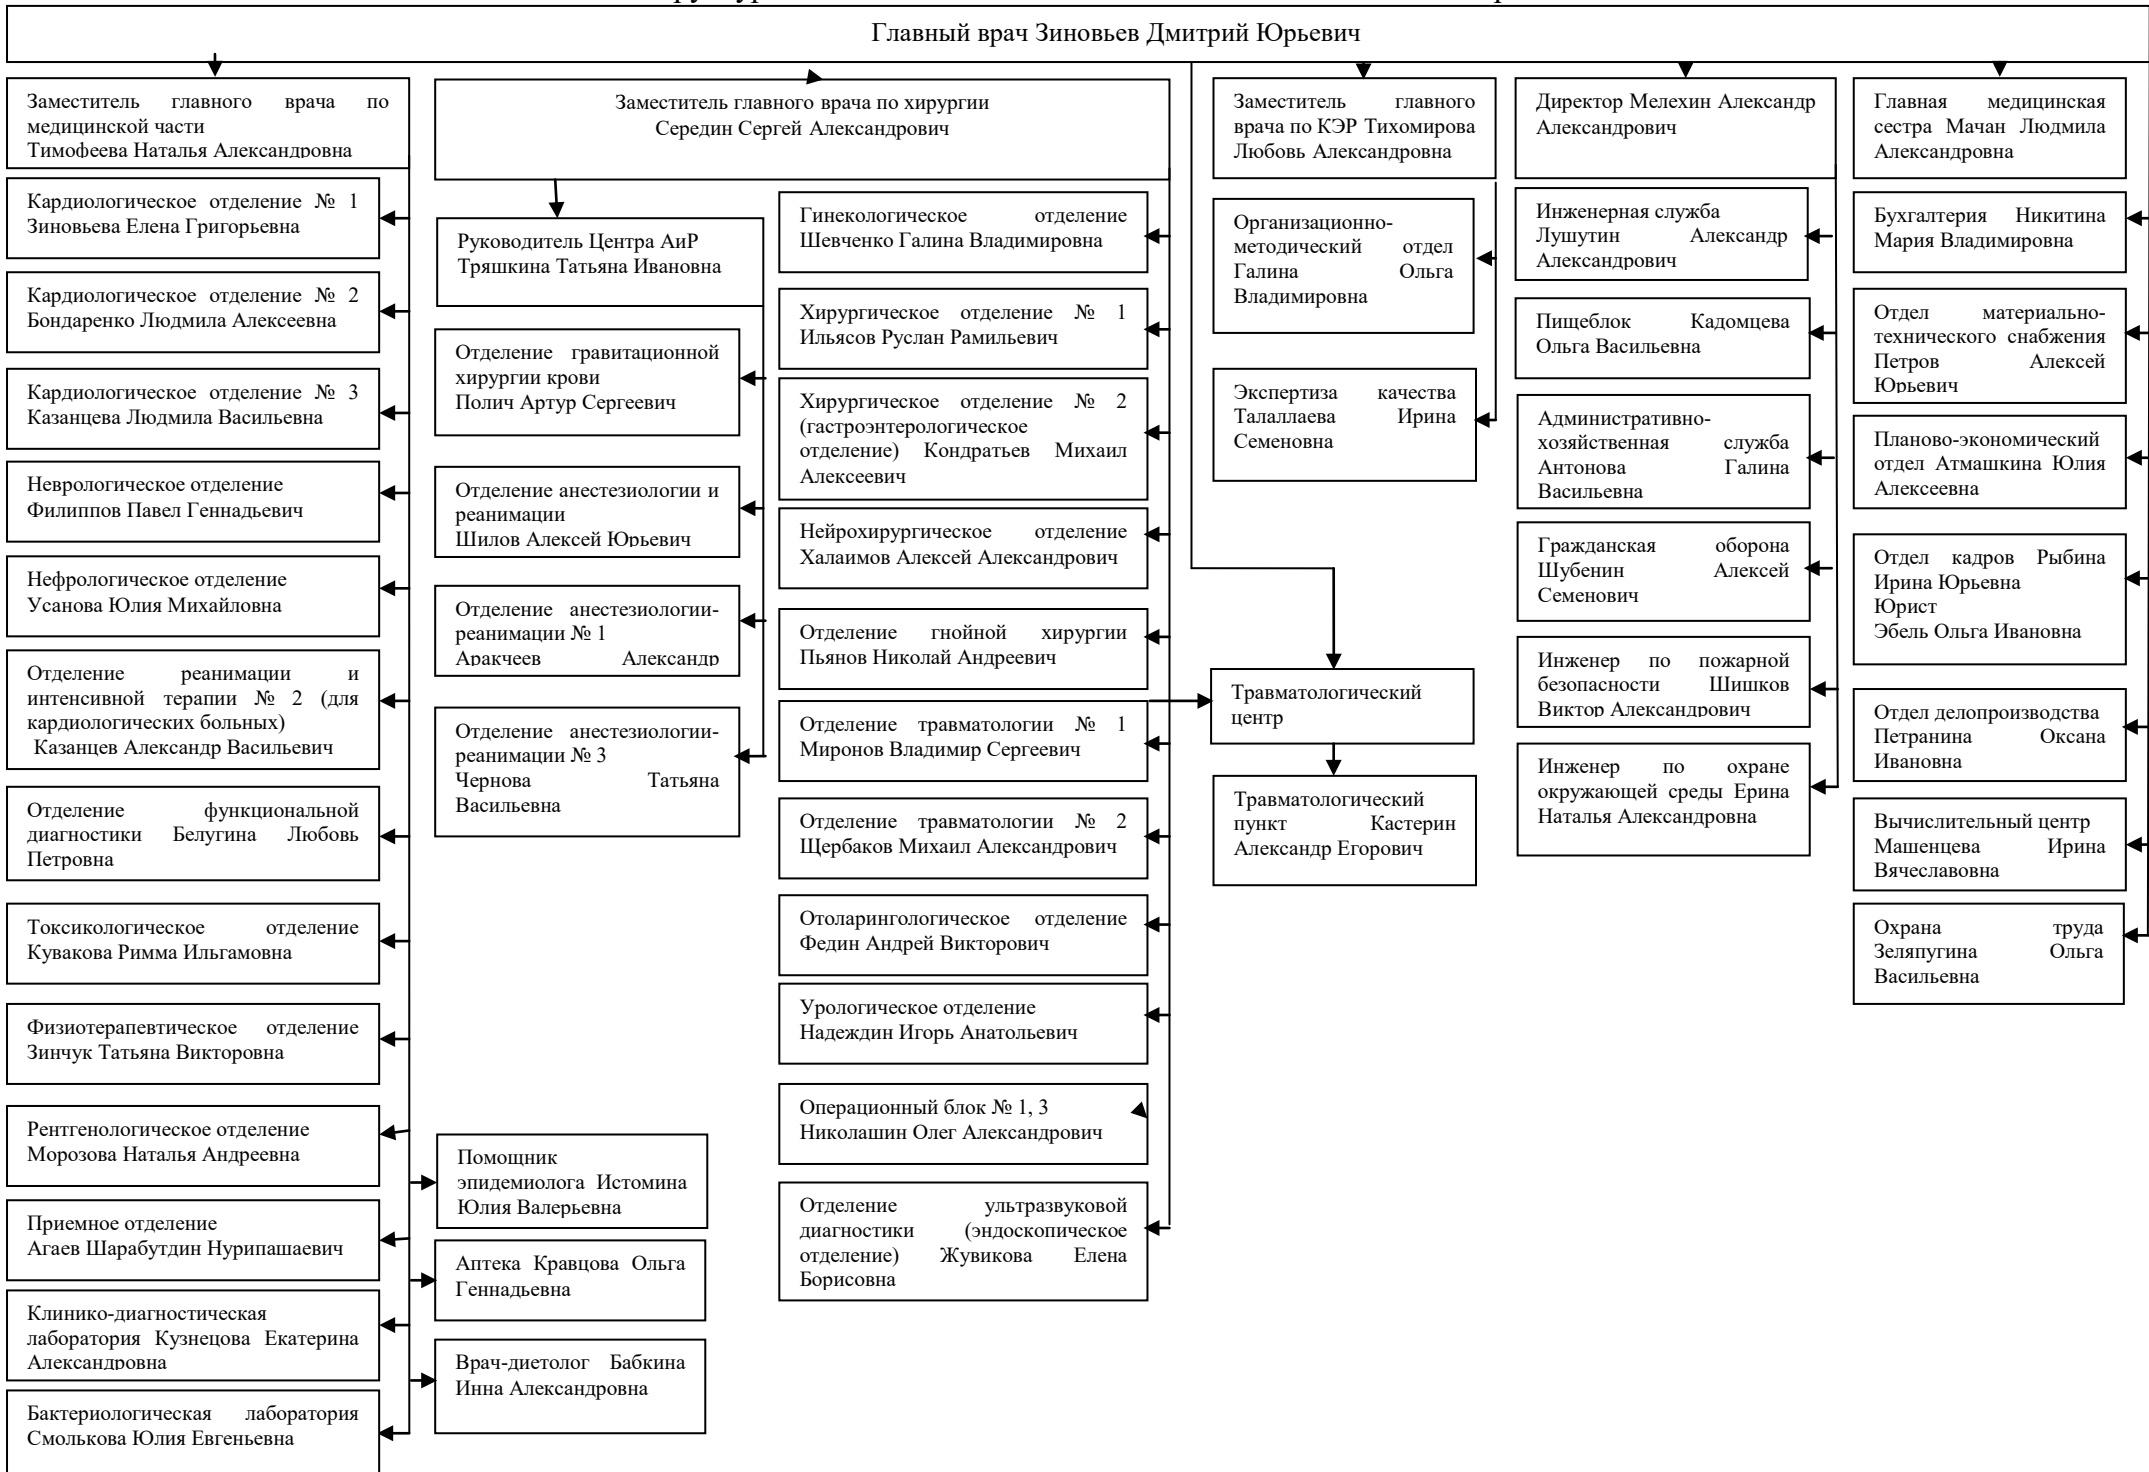 Главный врач Зиновьев Дмитрий Юрьевич
Заместитель главного врача по
медицинской части
Тимофеева Наталья Александровна
Кардиологическое отделение № 1
Зиновьева Елена Григорьевна
Кардиологическое отделение № 2
Бондаренко Людмила Алексеевна
Кардиологическое отделение № 3
Казанцева Людмила Васильевна
Неврологическое отделение
Филиппов Павел Геннадьевич
Нефрологическое отделение
Усанова Юлия Михайловна
Отделение реанимации и
интенсивной терапии № 2 (для
кардиологических больных)
Казанцев Александр Васильевич
Отделение функциональной
диагностики Белугина Любовь
Петровна
Токсикологическое отделение
Кувакова Римма Ильгамовна
Физиотерапевтическое отделение
Зинчук Татьяна Викторовна
Рентгенологическое отделение
Морозова Наталья Андреевна
Приемное отделение
Агаев Шарабутдин Нурипашаевич
Клинико-диагностическая
лаборатория Кузнецова Екатерина
Александровна
Бактериологическая лаборатория
Смолькова Юлия Евгеньевна
Заместитель главного врача по хирургии
Середин Сергей Александрович
Руководитель Центра АиР
Тряшкина Татьяна Ивановна
Отделение гравитационной
хирургии крови
Полич Артур Сергеевич
Отделение анестезиологии и
реанимации
Шилов Алексей Юрьевич
Отделение анестезиологии-
реанимации № 1
Аракчеев Александр
Отделение анестезиологии-
реанимации № 3
Чернова Татьяна
Васильевна
Помощник
эпидемиолога Истомина
Юлия Валерьевна
Аптека Кравцова Ольга
Геннадьевна
Врач-диетолог Бабкина
Инна Александровна
Гинекологическое отделение
Шевченко Галина Владимировна
Хирургическое отделение № 1
Ильясов Руслан Рамильевич
Хирургическое отделение № 2
(гастроэнтерологическое
отделение) Кондратьев Михаил
Алексеевич
Нейрохирургическое отделение
Халаимов Алексей Александрович
Отделение гнойной хирургии
Пьянов Николай Андреевич
Отделение травматологии № 1
Миронов Владимир Сергеевич
Отделение травматологии № 2
Щербаков Михаил Александрович
Отоларингологическое отделение
Федин Андрей Викторович
Урологическое отделение
Надеждин Игорь Анатольевич
Операционный блок № 1, 3
Николашин Олег Александрович
Отделение ультразвуковой
диагностики (эндоскопическое
отделение) Жувикова Елена
Борисовна
Заместитель главного
врача по КЭР Тихомирова
Любовь Александровна
Организационно-
методический отдел
Галина Ольга
Владимировна
Экспертиза качества
Талаллаева Ирина
Семеновна
Травматологический
центр
Травматологический
пункт Кастерин
Александр Егорович
Директор Мелехин Александр
Александрович
Инженерная служба
Лушутин Александр
Александрович
Пищеблок Кадомцева
Ольга Васильевна
Административно-
хозяйственная служба
Антонова Галина
Васильевна
Гражданская оборона
Шубенин Алексей
Семенович
Инженер по пожарной
безопасности Шишков
Виктор Александрович
Инженер по охране
окружающей среды Ерина
Наталья Александровна
Главная медицинская
сестра Мачан Людмила
Александровна
Бухгалтерия Никитина
Мария Владимировна
Отдел материально-
технического снабжения
Петров Алексей
Юрьевич
Планово-экономический
отдел Атмашкина Юлия
Алексеевна
Отдел кадров Рыбина
Ирина Юрьевна
Юрист
Эбель Ольга Ивановна
Отдел делопроизводства
Петранина Оксана
Ивановна
Вычислительный центр
Машенцева Ирина
Вячеславовна
Охрана труда
Зеляпугина Ольга
Васильевна